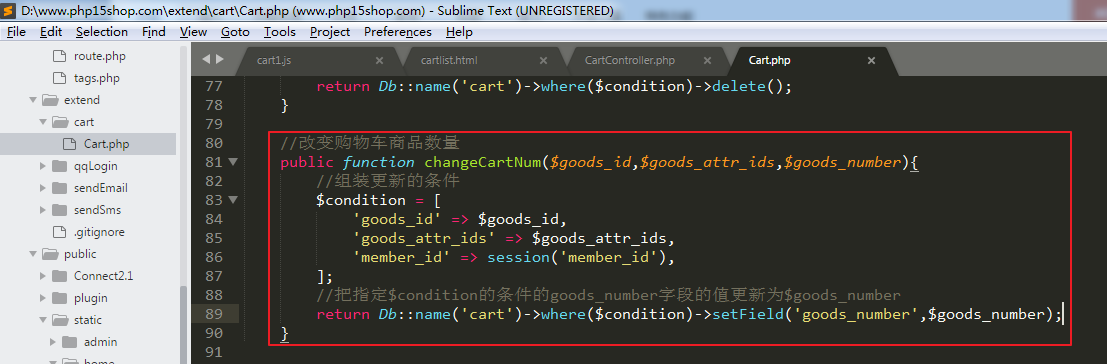 D:\www.php15shop.com\extend\cart\Cart.php (www.php15shop.com) - Sublime Text (UNREGISTERED)
File Edit Selection Find View Goto Tools Project Preferences Help
route.php
tags.php
extend
cart
Cart.php
qqLogin
sendEmail
sendSms
.gitignore
public
Connect2.1
plugin
static
admin
home
cart1.js × cartlist.html × CartController.php × Cart.php ×
77 return Db::name('cart')->where($condition)->delete();
78 }
79
80 //改变购物车商品数量
81 public function changeCartNum($goods_id,$goods_attr_ids,$goods_number){
82 //组装更新的条件
83 $condition = [
84 'goods_id' => $goods_id,
85 'goods_attr_ids' => $goods_attr_ids,
86 'member_id' => session('member_id'),
87 ];
88 //把指定$condition的条件的goods_number字段的值更新为$goods_number
89 return Db::name('cart')->where($condition)->setField('goods_number',$goods_number);
90 }
91